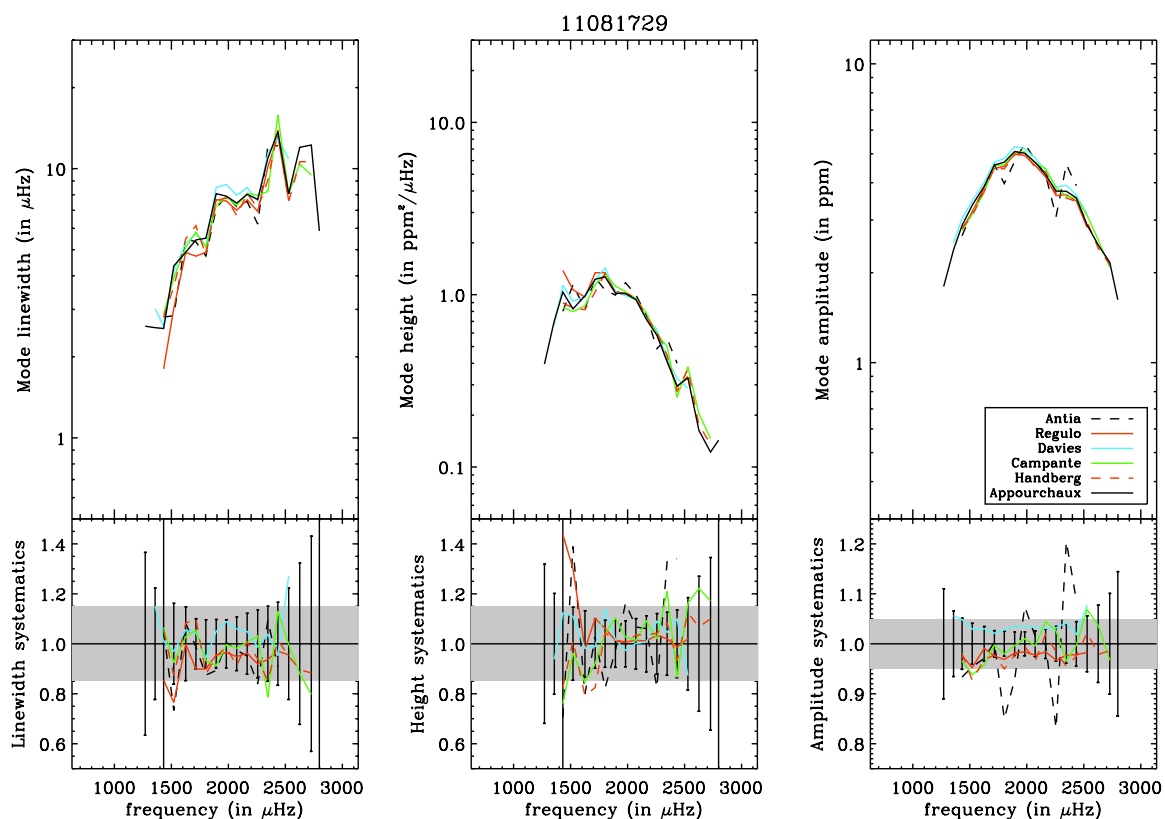 11081729
Mode linewidth (in μHz)
10
1
Mode height (in ppm²/μHz)
10.0
1.0
0.1
Mode amplitude (in ppm)
10
1
Antia
Regulo
Davies
Campante
Handberg
Appourchaux
Linewidth systematics
1.4
1.2
1.0
0.8
0.6
1000 1500 2000 2500 3000
frequency (in μHz)
Height systematics
1.4
1.2
1.0
0.8
0.6
1000 1500 2000 2500 3000
frequency (in μHz)
Amplitude systematics
1.2
1.1
1.0
0.9
0.8
1000 1500 2000 2500 3000
frequency (in μHz)